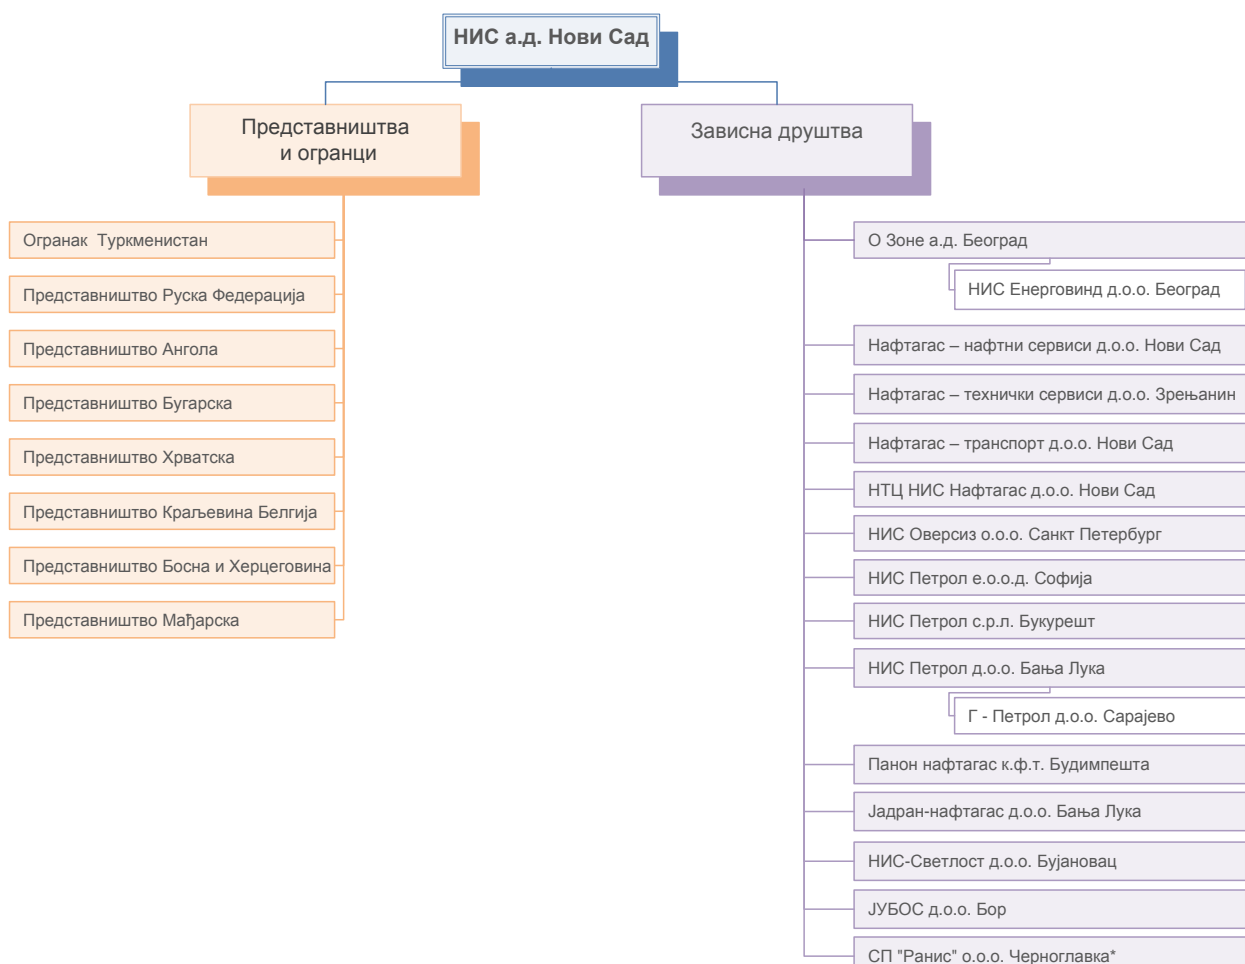 НИС а.д. Нови Сад
Представништва
и огранци
Огранак Туркменистан
Представништво Руска Федерација
Представништво Ангола
Представништво Бугарска
Представништво Хрватска
Представништво Краљевина Белгија
Представништво Босна и Херцеговина
Представништво Мађарска
Зависна друштва
О Зоне а.д. Београд
НИС Енерговинд д.о.о. Београд
Нафтагас – нафтни сервиси д.о.о. Нови Сад
Нафтагас – технички сервиси д.о.о. Зрењанин
Нафтагас – транспорт д.о.о. Нови Сад
НТЦ НИС Нафтагас д.о.о. Нови Сад
НИС Оверсиз о.о.о. Санкт Петербург
НИС Петрол е.о.о.д. Софија
НИС Петрол с.р.л. Букурешт
НИС Петрол д.о.о. Бања Лука
Г - Петрол д.о.о. Сарајево
Панон нафтагас к.ф.т. Будимпешта
Јадран-нафтагас д.о.о. Бања Лука
НИС-Светлост д.о.о. Бујановац
ЈУБОС д.о.о. Бор
СП "Ранис" о.о.о. Черноглавка*